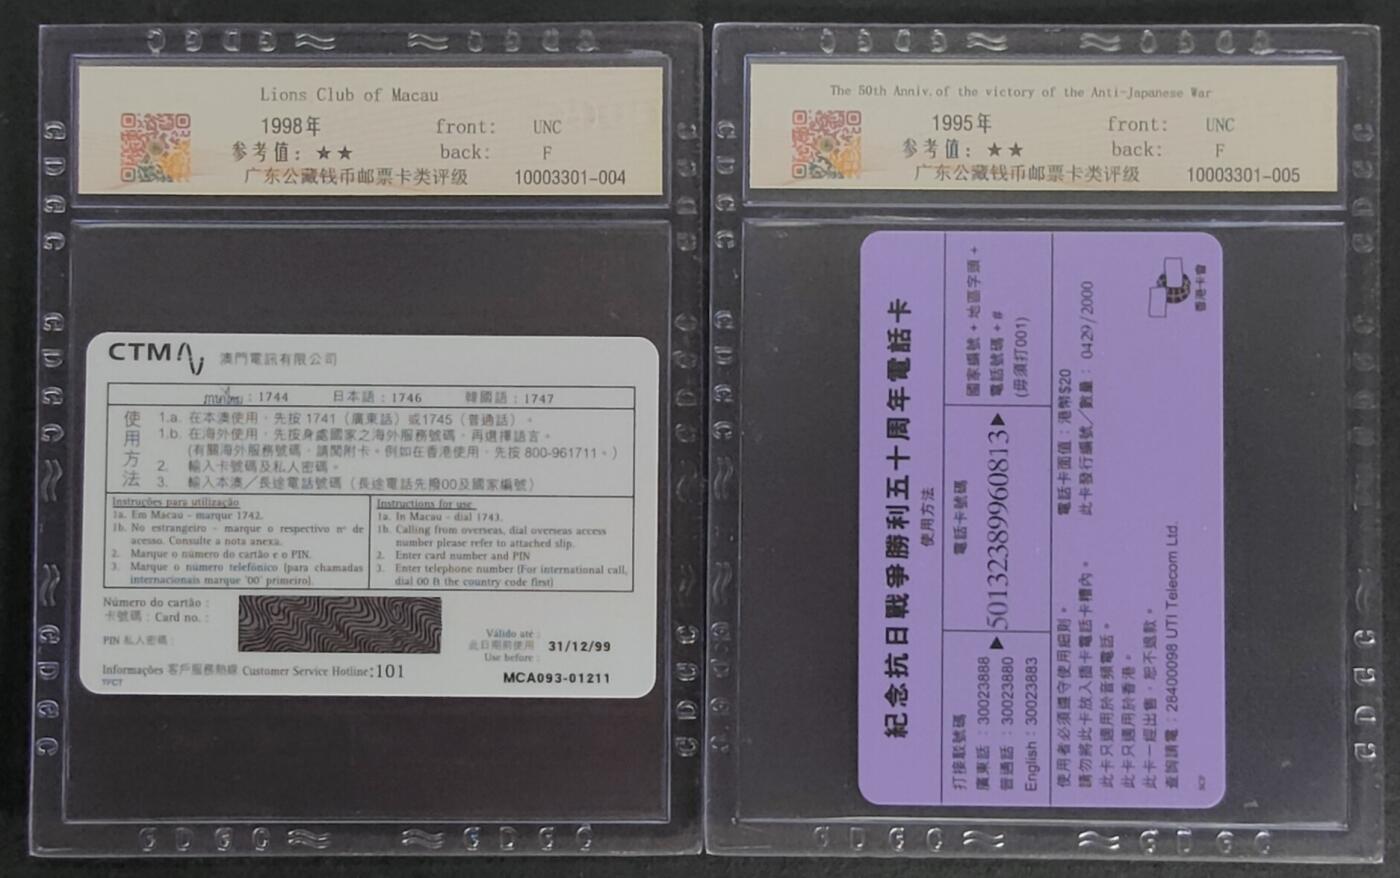 Lions Club of Macau
1998年
front: UNC
参考值: ★★
back: F
广东公藏钱币邮票卡类评级 10003301-004
CTM 澳門電訊有限公司
ภาษาไทย : 1744 日本語 : 1746 韓國語 : 1747
使用方法
1.a. 在本澳使用，先按 1741（廣東話）或1745（普通話）。
1.b. 在海外使用，先按身處國家之海外服務號碼，再選擇語言。
(有關海外服務號碼，請閱附卡。例如在香港使用，先按 800-961711。)
2. 輸入卡號碼及私人密碼。
3. 輸入本澳／長途電話號碼（長途電話先撥00及國家編號）
Instruções para utilização
1a. Em Macau - marque 1742.
1b. No estrangeiro - marque o respectivo nº de
acesso. Consulte a nota anexa.
2. Marque o número do cartão e o PIN.
3. Marque o número telefónico (para chamadas
internacionais marque '00' primeiro).
Instructions for use
1a. In Macau - dial 1743.
1b. Calling from overseas, dial overseas access
number please refer to attached slip.
2. Enter card number and PIN
3. Enter telephone number (For international call,
dial 00 & the country code first)
Número do cartão :
卡號碼 : Card no. :
PIN 私人密碼 :
Válido até :
此日期前使用 31/12/99
Use before :
Informações 客戶服務熱線 Customer Service Hotline:101
TFCT
MCA093-01211
The 50th Anniv.of the victory of the Anti-Japanese War
1995年
front: UNC
参考值: ★★
back: F
广东公藏钱币邮票卡类评级 10003301-005
紀念抗日戰爭勝利五十周年電話卡
使用方法
打接駁號碼
廣東話 : 30023888
普通話 : 30023880
English : 30023883
電話卡號碼
5013238996081​3
國家編號 + 地區字頭 +
電話號碼 + #
(毋須打001)
使用者必須遵守使用細則。
請勿將此卡放入插卡電話卡槽內。
此卡只適用於音頻電話。
此卡只適用於香港。
此卡一經出售，恕不退款。
查詢請電 : 28400098 UTI Telecom Ltd.
電話卡面值 : 港幣$20
此卡發行編號／數量 : 0429/2000
香港卡會